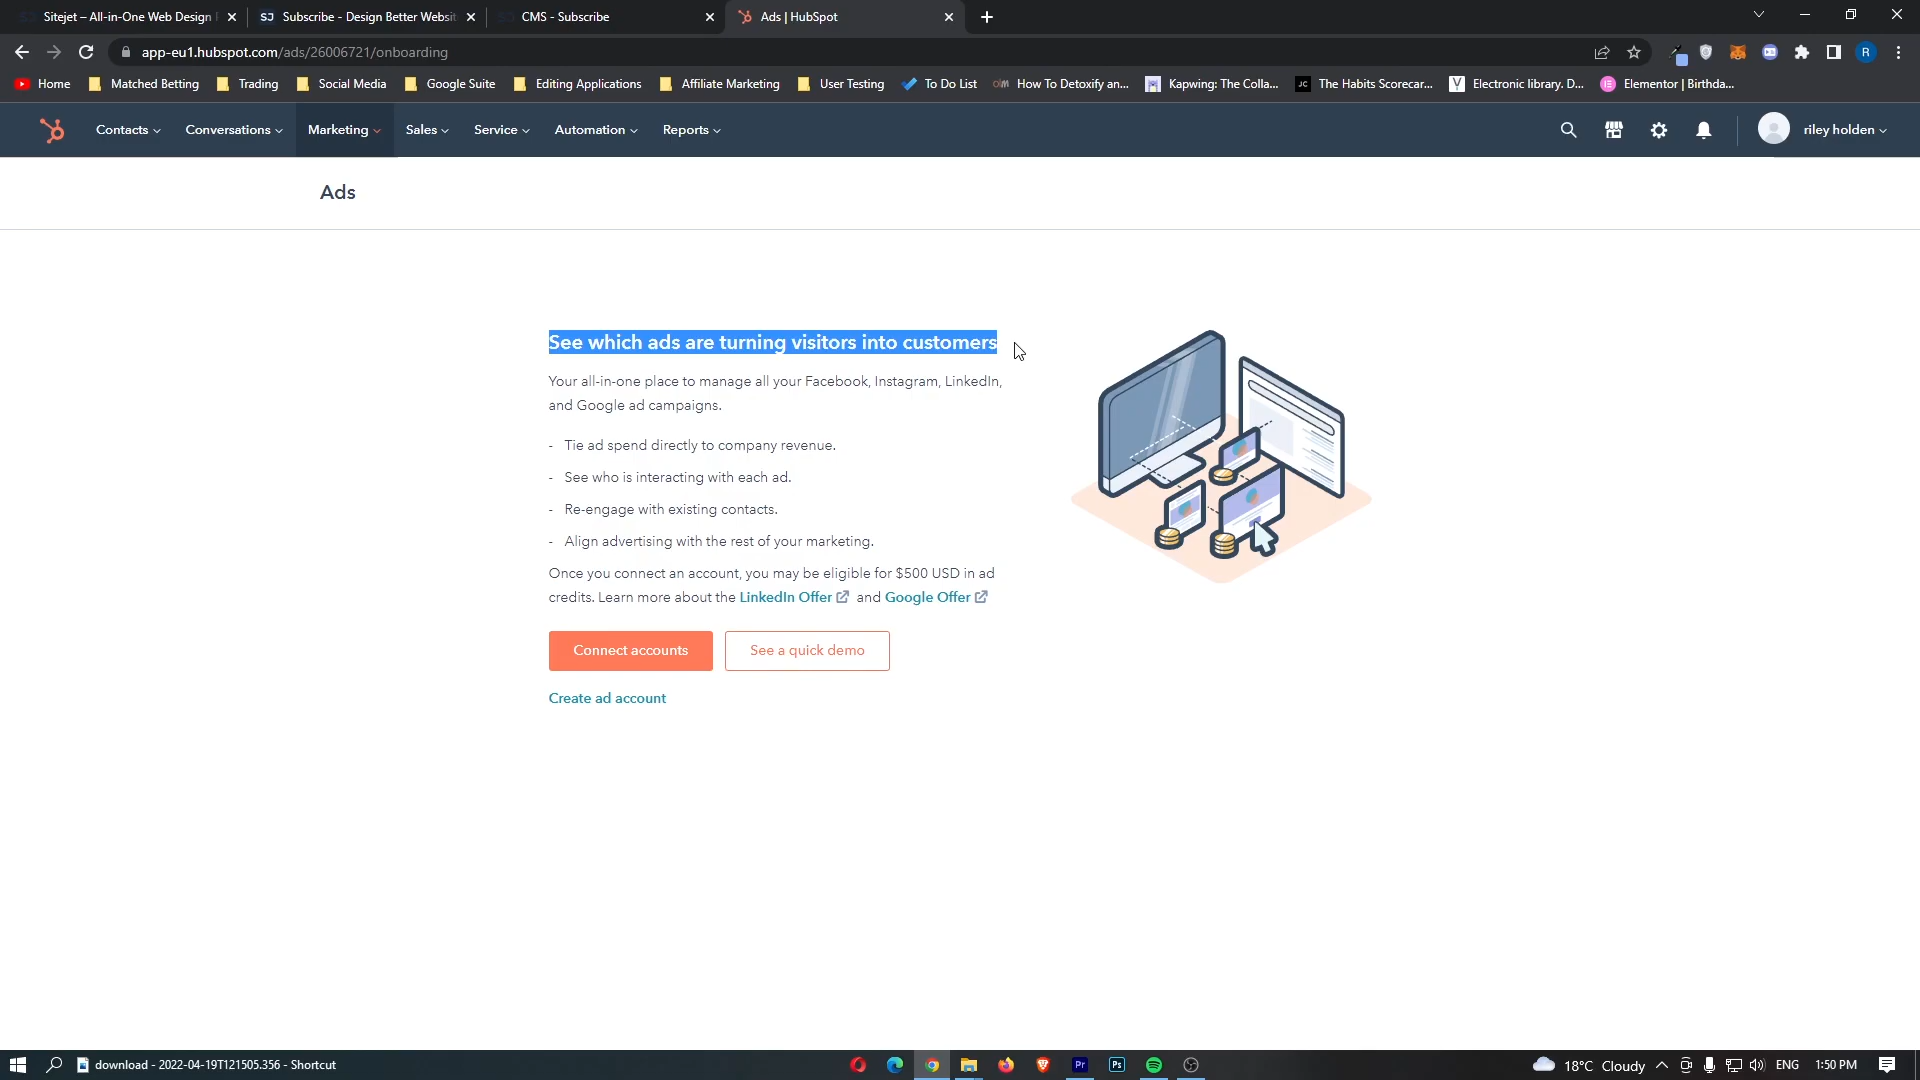 Sitejet – All-in-One Web Design
SJ Subscribe - Design Better Websit
CMS - Subscribe
Ads | HubSpot
app-eu1.hubspot.com/ads/26006721/onboarding
R
Home
Matched Betting
Trading
Social Media
Google Suite
Editing Applications
Affiliate Marketing
User Testing
To Do List
How To Detoxify an...
Kapwing: The Colla...
JC The Habits Scorecar...
Electronic library. D...
Elementor | Birthda...
Contacts
Conversations
Marketing
Sales
Service
Automation
Reports
riley holden
Ads
See which ads are turning visitors into customers
Your all-in-one place to manage all your Facebook, Instagram, LinkedIn,
and Google ad campaigns.
- Tie ad spend directly to company revenue.
- See who is interacting with each ad.
- Re-engage with existing contacts.
- Align advertising with the rest of your marketing.
Once you connect an account, you may be eligible for $500 USD in ad
credits. Learn more about the LinkedIn Offer and Google Offer
Connect accounts
See a quick demo
Create ad account
download - 2022-04-19T121505.356 - Shortcut
Pr
Ps
18°C Cloudy
ENG
1:50 PM